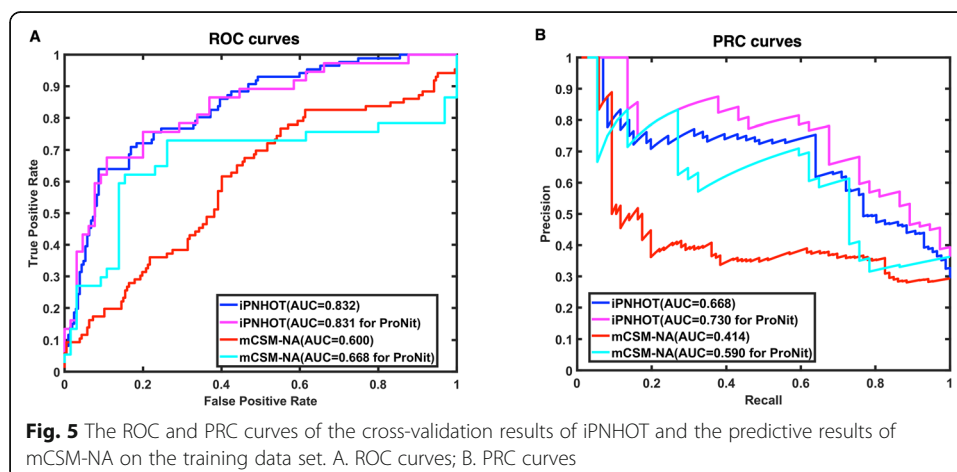 A
ROC curves
True Positive Rate
1
0.9
0.8
0.7
0.6
0.5
0.4
0.3
0.2
0.1
0
iPNHOT(AUC=0.832)
iPNHOT(AUC=0.831 for ProNit)
mCSM-NA(AUC=0.600)
mCSM-NA(AUC=0.668 for ProNit)
0 0.2 0.4 0.6 0.8 1
False Positive Rate
B
PRC curves
Precision
1
0.9
0.8
0.7
0.6
0.5
0.4
0.3
0.2
0.1
0
iPNHOT(AUC=0.668)
iPNHOT(AUC=0.730 for ProNit)
mCSM-NA(AUC=0.414)
mCSM-NA(AUC=0.590 for ProNit)
0 0.2 0.4 0.6 0.8 1
Recall
Fig. 5 The ROC and PRC curves of the cross-validation results of iPNHOT and the predictive results of
mCSM-NA on the training data set. A. ROC curves; B. PRC curves